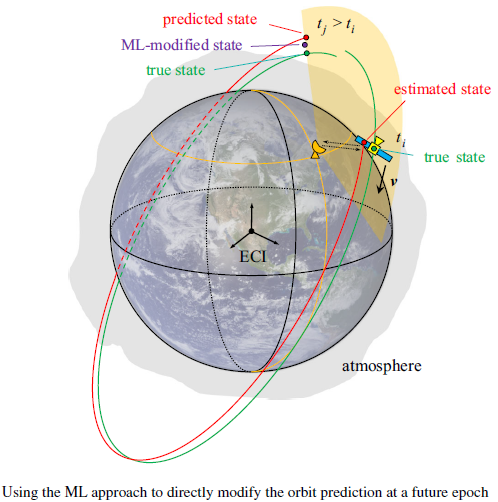 predicted state
t_j > t_i
ML-modified state
true state
estimated state
t_i
true state
v
ECI
atmosphere
Using the ML approach to directly modify the orbit prediction at a future epoch